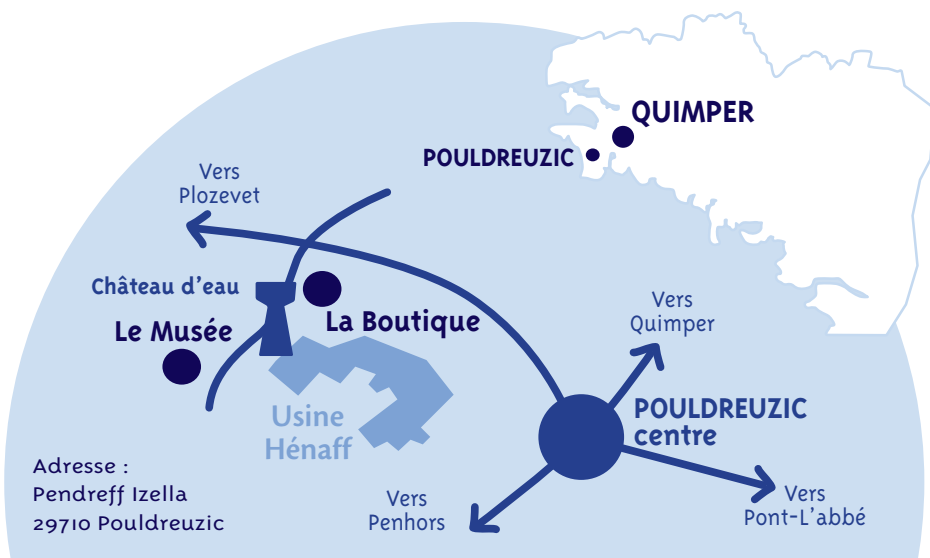 QUIMPER
POULDREUZIC
Vers
Plozevet
Château d'eau
Le Musée
La Boutique
Vers
Quimper
Usine
Hénaff
POULDREUZIC
centre
Adresse :
Pendreff Izella
29710 Pouldreuzic
Vers
Penhors
Vers
Pont-L'abbé